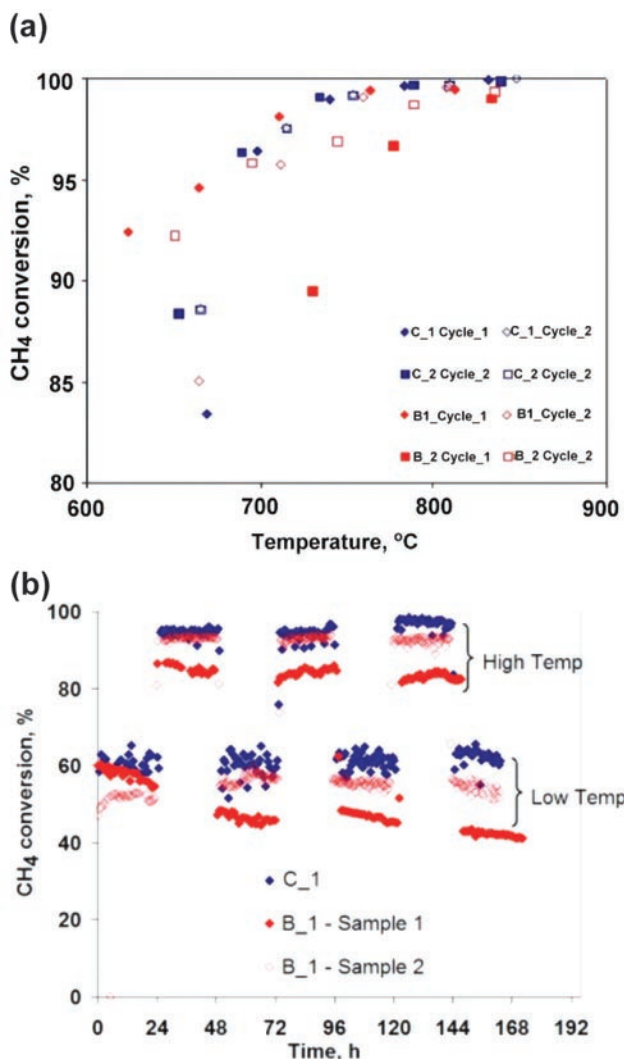 (a)
100
95
90
85
80
CH4 conversion, %
600 700 800 900
Temperature, ºC
C_1 Cycle_1 C_1_Cycle_2
C_2 Cycle_2 C_2 Cycle_2
B1_Cycle_1 B1_Cycle_2
B_2 Cycle_1 B_2 Cycle_2
(b)
100
80
60
40
20
0
CH4 conversion, %
High Temp
Low Temp
C_1
B_1 - Sample 1
B_1 - Sample 2
0 24 48 72 96 120 144 168 192
Time, h